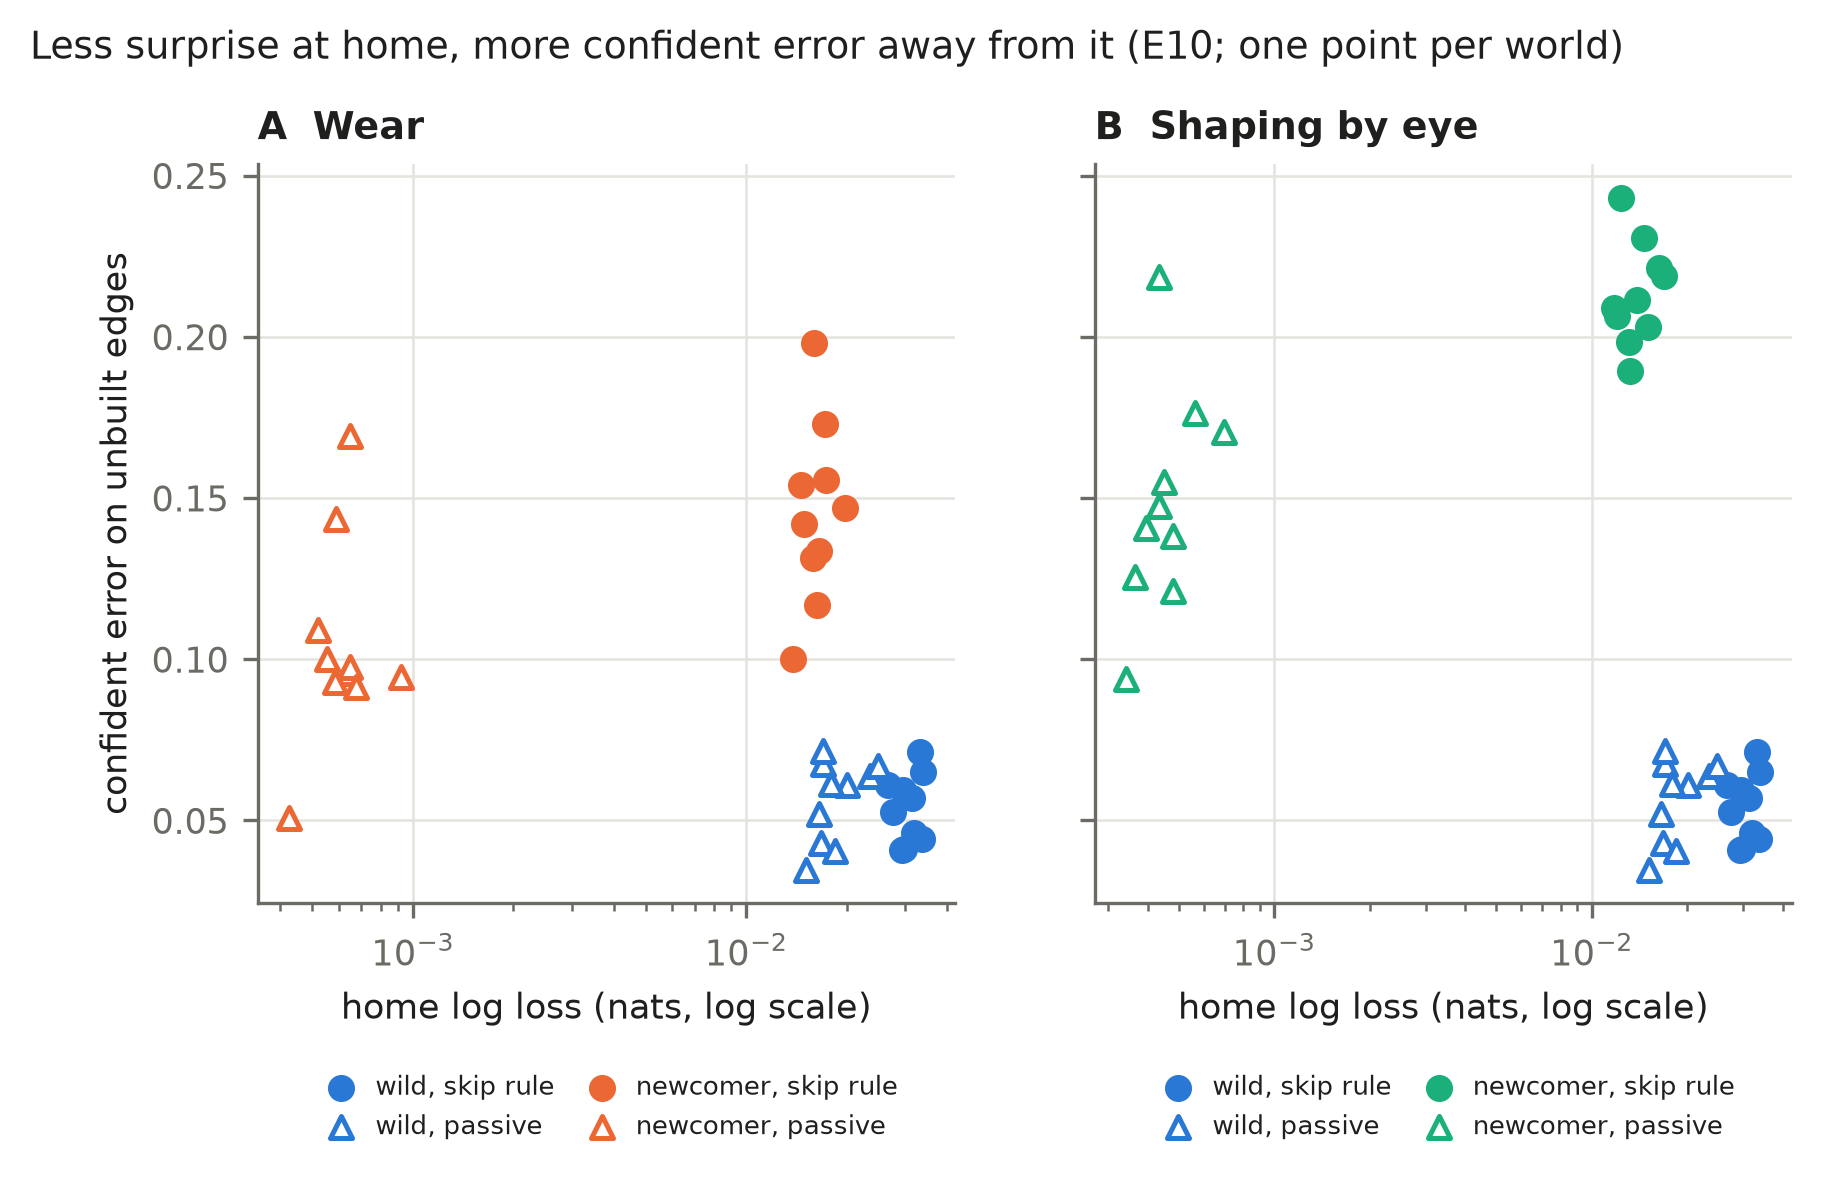 Less surprise at home, more confident error away from it (E10; one point per world)
A Wear
B Shaping by eye
confident error on unbuilt edges
0.25
0.20
0.15
0.10
0.05
10⁻³
10⁻²
10⁻³
10⁻²
home log loss (nats, log scale)
home log loss (nats, log scale)
wild, skip rule
newcomer, skip rule
wild, passive
newcomer, passive
wild, skip rule
newcomer, skip rule
wild, passive
newcomer, passive